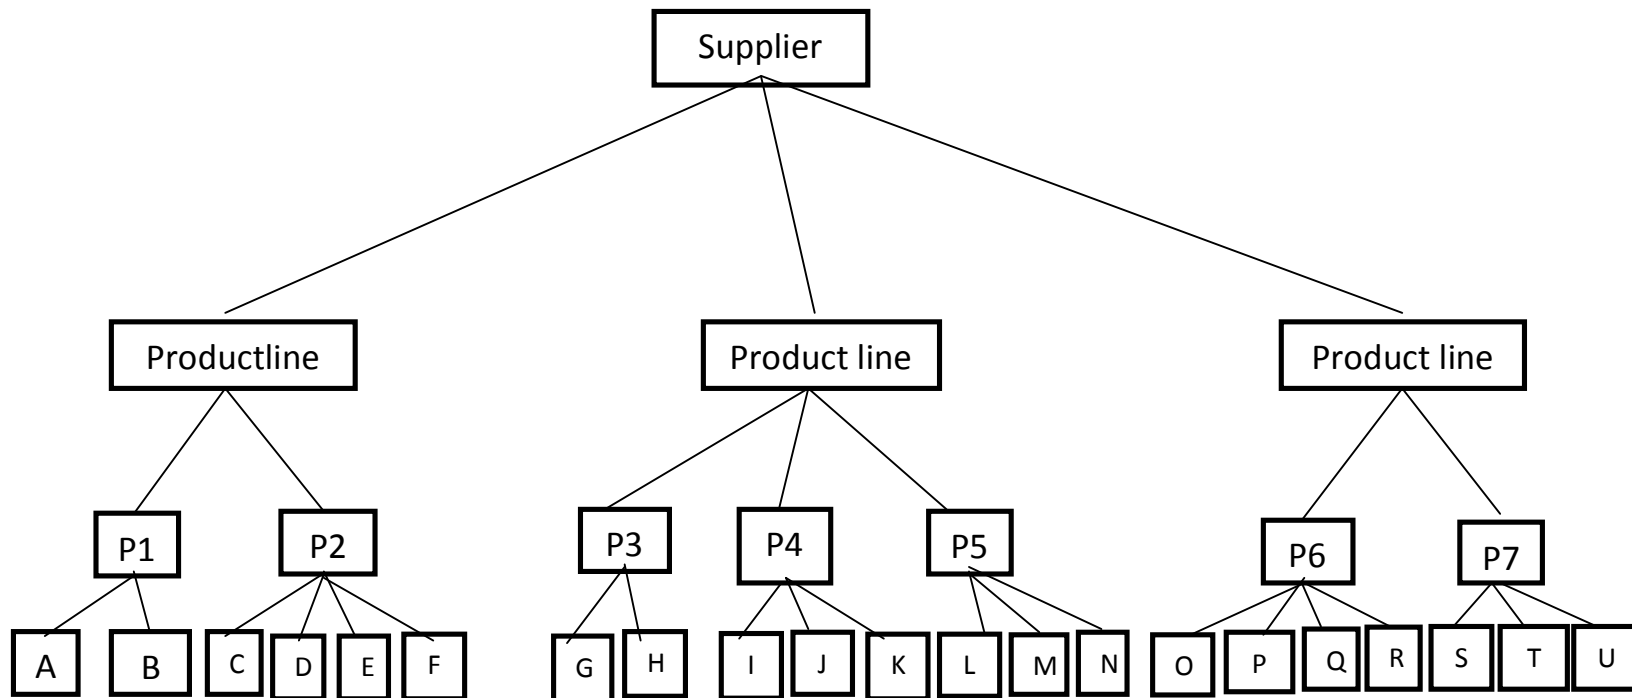 Supplier
Productline
Product line
Product line
P1
P2
P3
P4
P5
P6
P7
A
B
C
D
E
F
G
H
I
J
K
L
M
N
O
P
Q
R
S
T
U